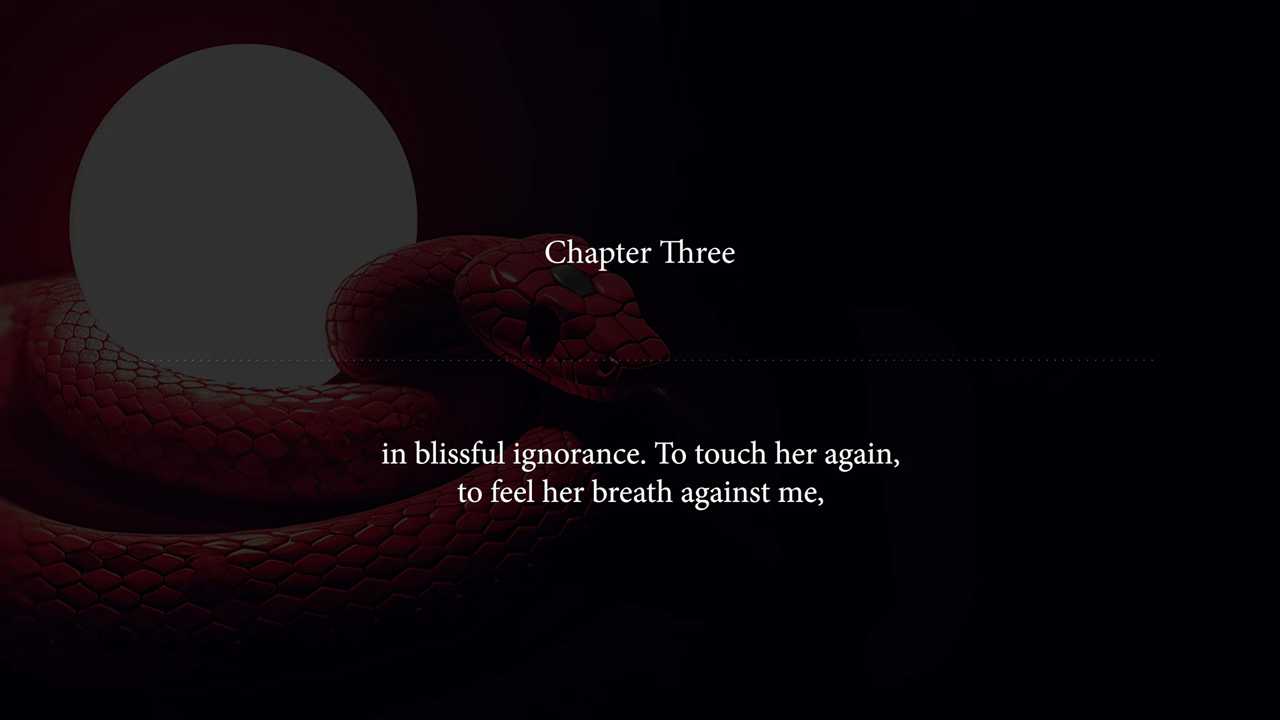 Chapter Three
in blissful ignorance. To touch her again,
to feel her breath against me,